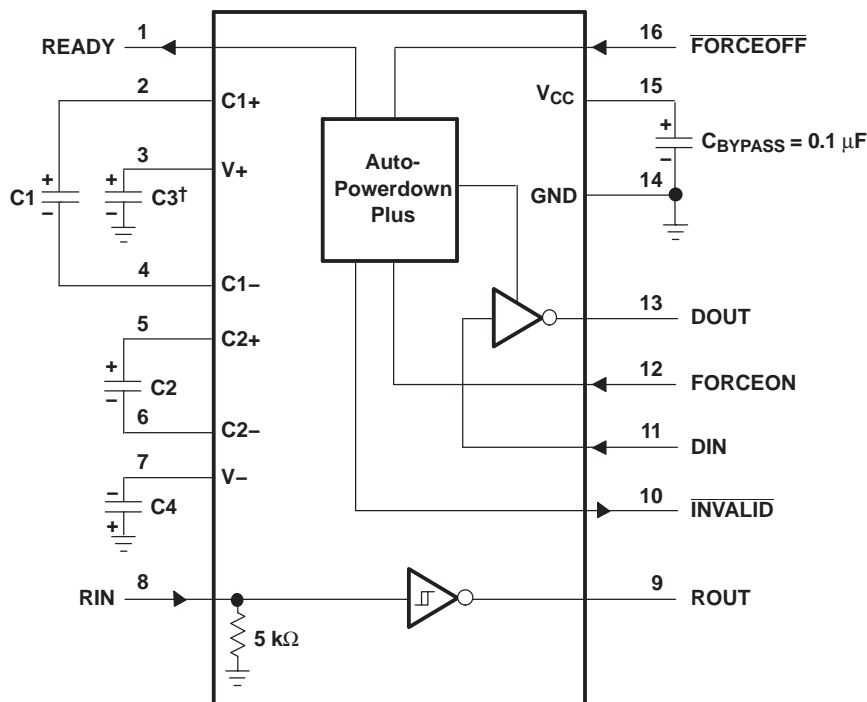 READY
1
16
FORCEOFF
2
C1+
VCC
15
+
CBYPASS = 0.1 μF
−
3
V+
+
C3†
−
+
C1
−
Auto-
Powerdown
Plus
14
GND
4
C1−
5
C2+
13
DOUT
+
C2
−
12
FORCEON
6
C2−
11
DIN
7
V−
−
C4
+
10
INVALID
8
RIN
9
ROUT
5 kΩ